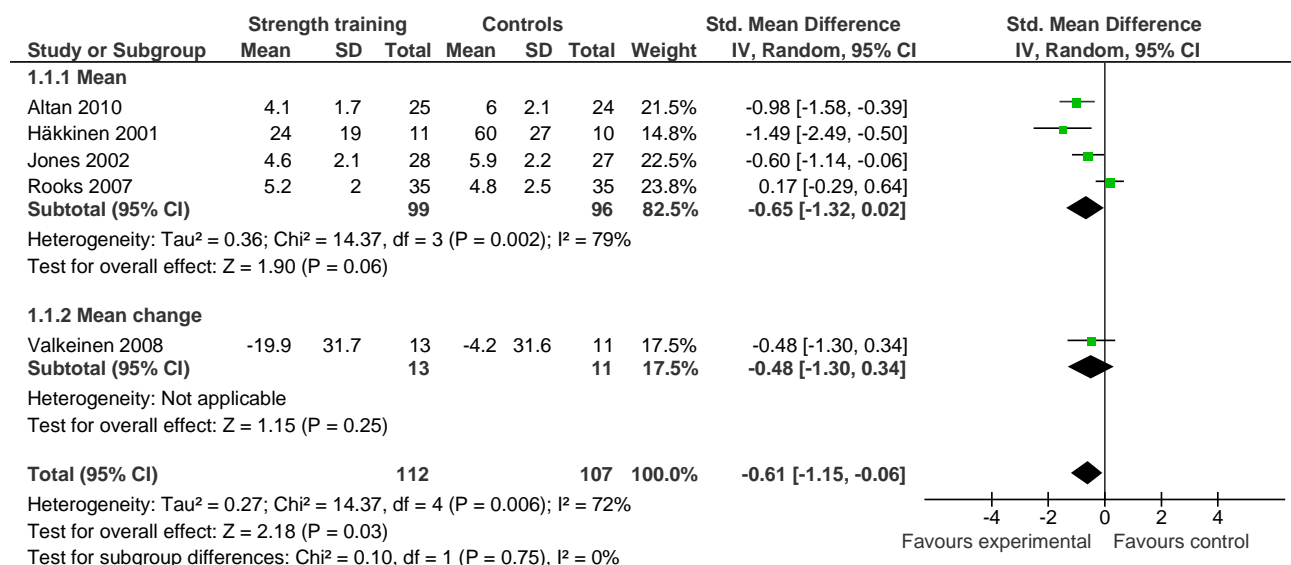 Strength training Controls Std. Mean Difference Std. Mean Difference
Study or Subgroup Mean SD Total Mean SD Total Weight IV, Random, 95% CI IV, Random, 95% CI
1.1.1 Mean
Altan 2010 4.1 1.7 25 6 2.1 24 21.5% -0.98 [-1.58, -0.39]
Häkkinen 2001 24 19 11 60 27 10 14.8% -1.49 [-2.49, -0.50]
Jones 2002 4.6 2.1 28 5.9 2.2 27 22.5% -0.60 [-1.14, -0.06]
Rooks 2007 5.2 2 35 4.8 2.5 35 23.8% 0.17 [-0.29, 0.64]
Subtotal (95% CI) 99 96 82.5% -0.65 [-1.32, 0.02]
Heterogeneity: Tau² = 0.36; Chi² = 14.37, df = 3 (P = 0.002); I² = 79%
Test for overall effect: Z = 1.90 (P = 0.06)
1.1.2 Mean change
Valkeinen 2008 -19.9 31.7 13 -4.2 31.6 11 17.5% -0.48 [-1.30, 0.34]
Subtotal (95% CI) 13 11 17.5% -0.48 [-1.30, 0.34]
Heterogeneity: Not applicable
Test for overall effect: Z = 1.15 (P = 0.25)
Total (95% CI) 112 107 100.0% -0.61 [-1.15, -0.06]
Heterogeneity: Tau² = 0.27; Chi² = 14.37, df = 4 (P = 0.006); I² = 72%
Test for overall effect: Z = 2.18 (P = 0.03)
Test for subgroup differences: Chi² = 0.10, df = 1 (P = 0.75), I² = 0%
-4 -2 0 2 4
Favours experimental Favours control